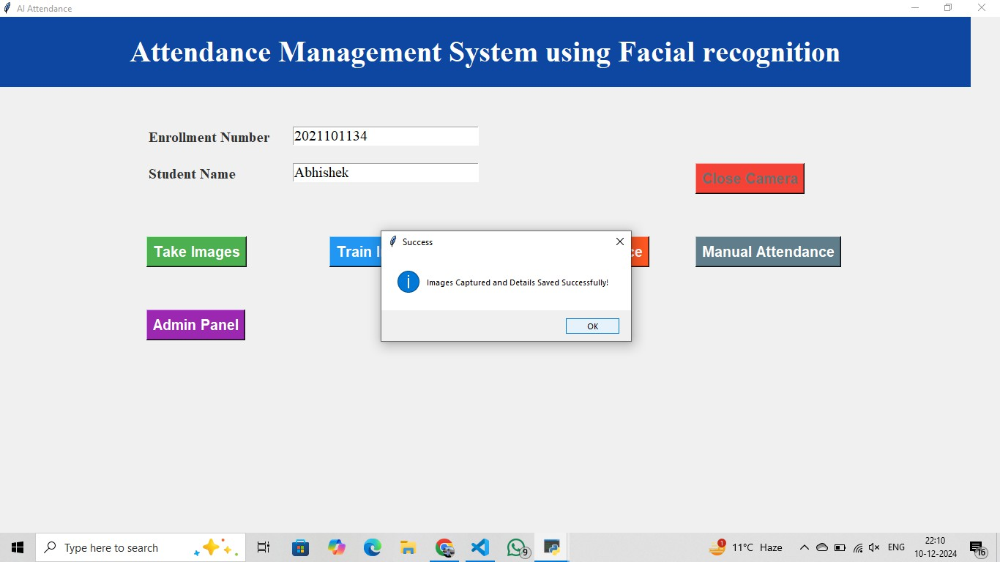 AI Attendance
Attendance Management System using Facial recognition
Enrollment Number 2021101134
Student Name Abhishek
Close Camera
Success
Take Images Train I ce Manual Attendance
Images Captured and Details Saved Successfully!
Admin Panel
OK
Type here to search
9
1
11°C Haze
ENG
22:10
10-12-2024
16